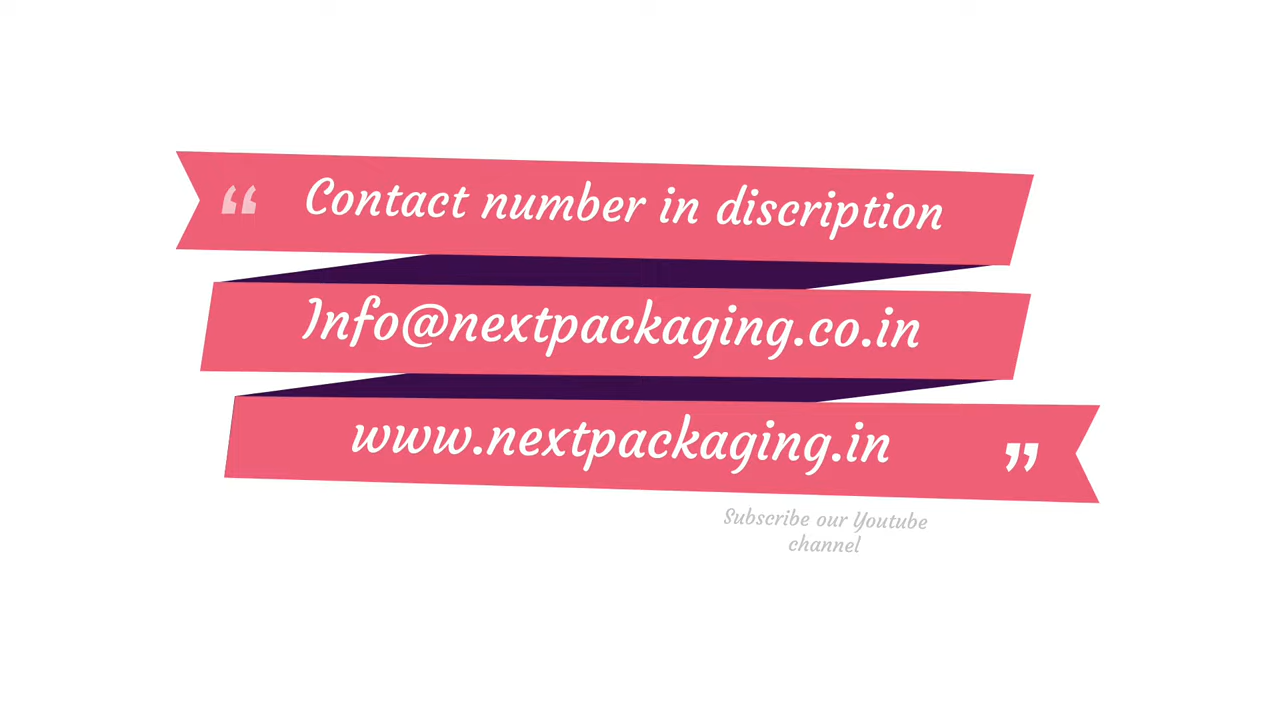 “ Contact number in discription
Info@nextpackaging.co.in
www.nextpackaging.in ”
Subscribe our Youtube
channel